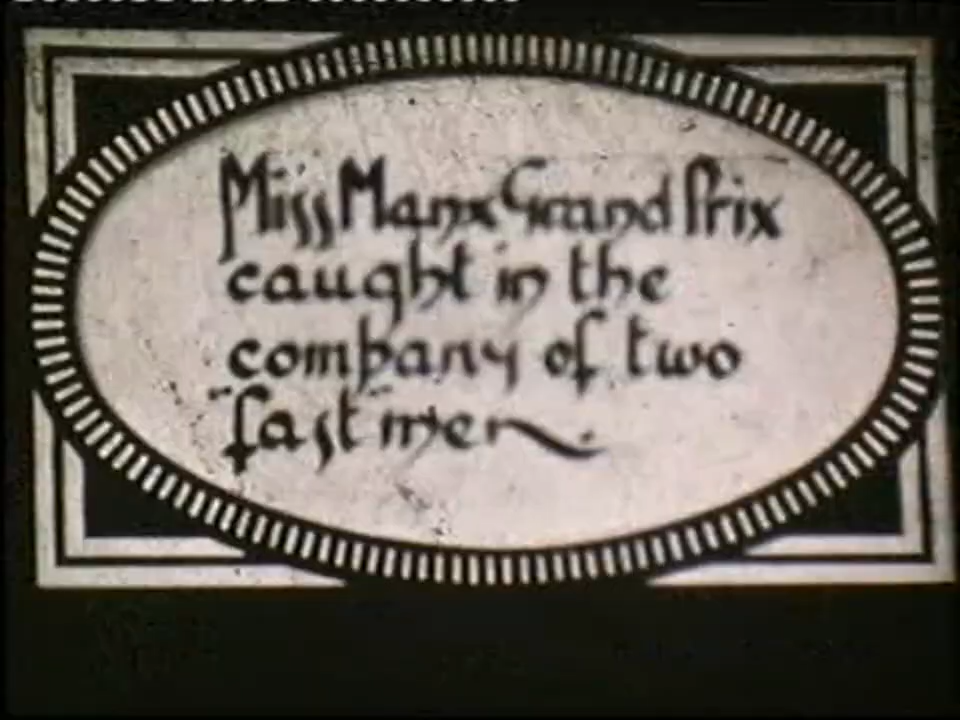 Miss Manx Grand Prix
caught in the
company of two
"fast" men.